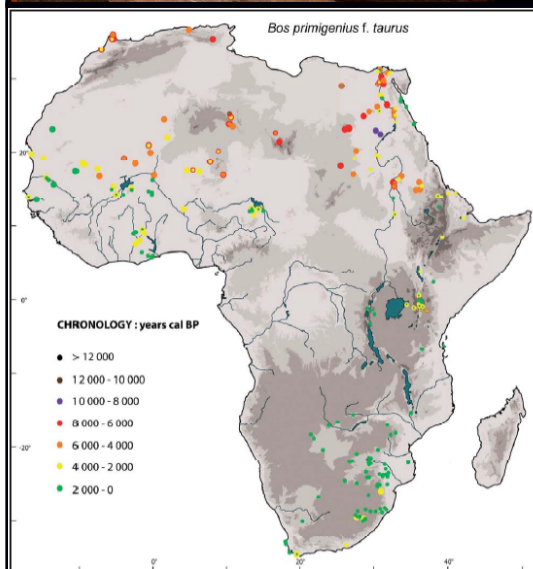 Bos primigenius f. taurus
20°
0°
CHRONOLOGY : years cal BP
> 12 000
12 000 - 10 000
10 000 - 8 000
8 000 - 6 000
6 000 - 4 000
4 000 - 2 000
2 000 - 0
-20°
0°
20°
40°